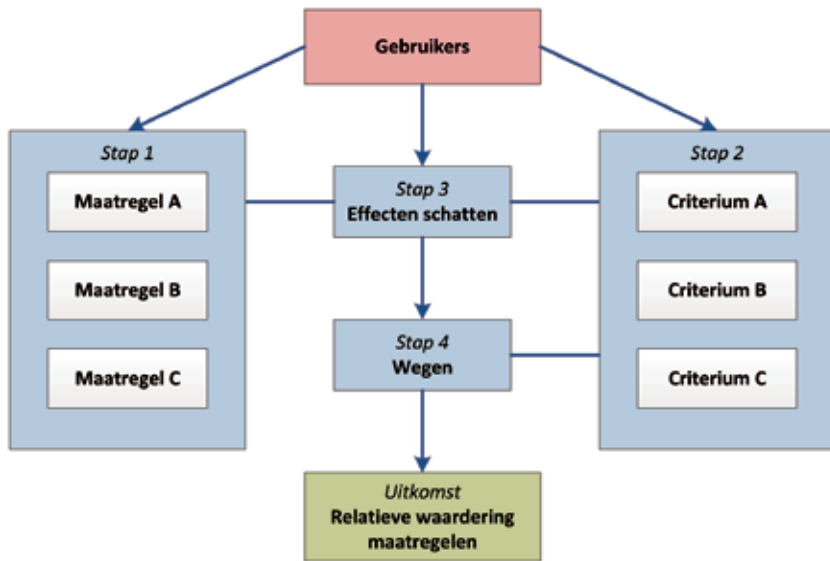 Gebruikers
Stap 1
Maatregel A
Maatregel B
Maatregel C
Stap 3
Effecten schatten
Stap 4
Wegen
Stap 2
Criterium A
Criterium B
Criterium C
Uitkomst
Relatieve waardering
maatregelen